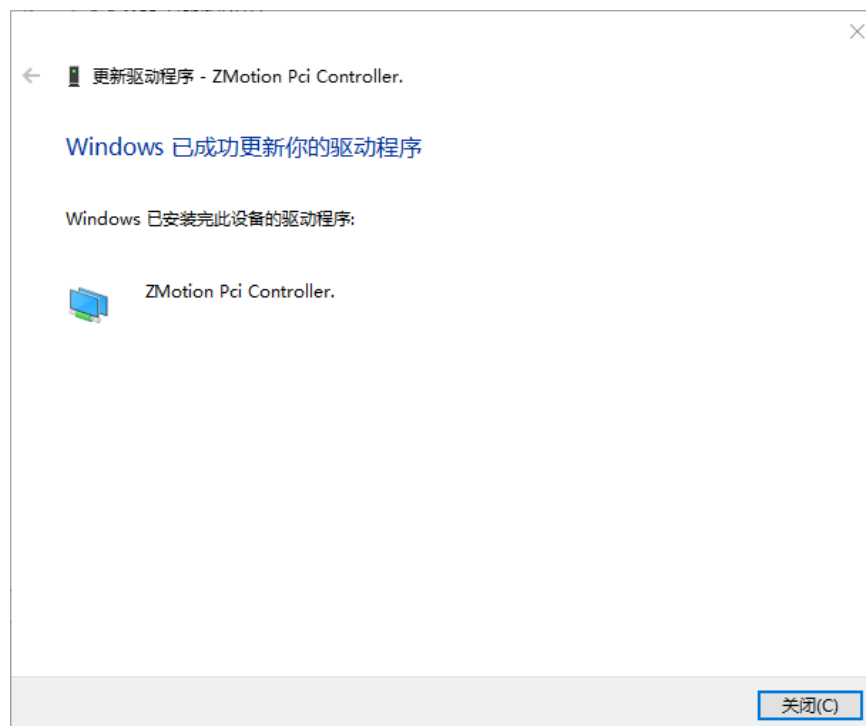 更新驱动程序 - ZMotion Pci Controller.
Windows 已成功更新你的驱动程序
Windows 已安装完此设备的驱动程序:
ZMotion Pci Controller.
关闭(C)